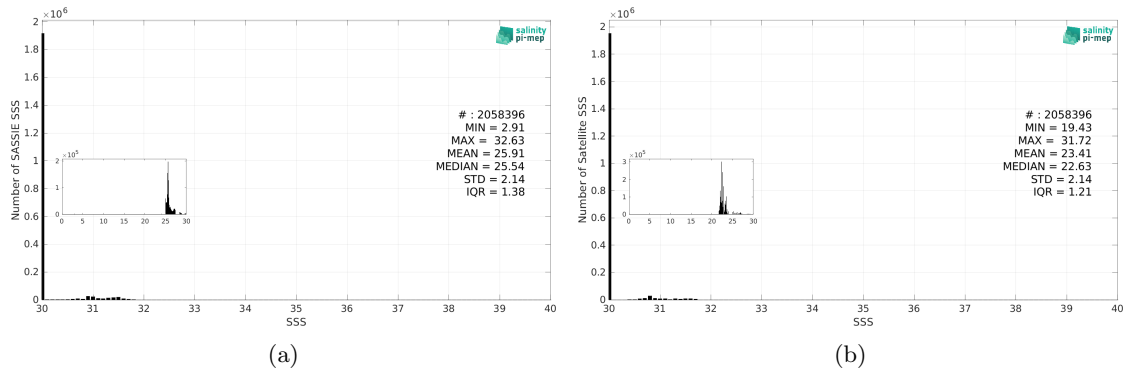 ×10⁶
2
1.8
1.6
1.4
1.2
1
0.8
0.6
0.4
0.2
0
Number of SASSIE SSS
salinity
pi-mep
# : 2058396
MIN = 2.91
MAX = 32.63
MEAN = 25.91
MEDIAN = 25.54
STD = 2.14
IQR = 1.38
×10⁵
2
1
0
0 5 10 15 20 25 30
30 31 32 33 34 35 36 37 38 39 40
SSS
(a)
×10⁶
2
1.8
1.6
1.4
1.2
1
0.8
0.6
0.4
0.2
0
Number of Satellite SSS
salinity
pi-mep
# : 2058396
MIN = 19.43
MAX = 31.72
MEAN = 23.41
MEDIAN = 22.63
STD = 2.14
IQR = 1.21
×10⁵
3
2
1
0
0 5 10 15 20 25 30
30 31 32 33 34 35 36 37 38 39 40
SSS
(b)